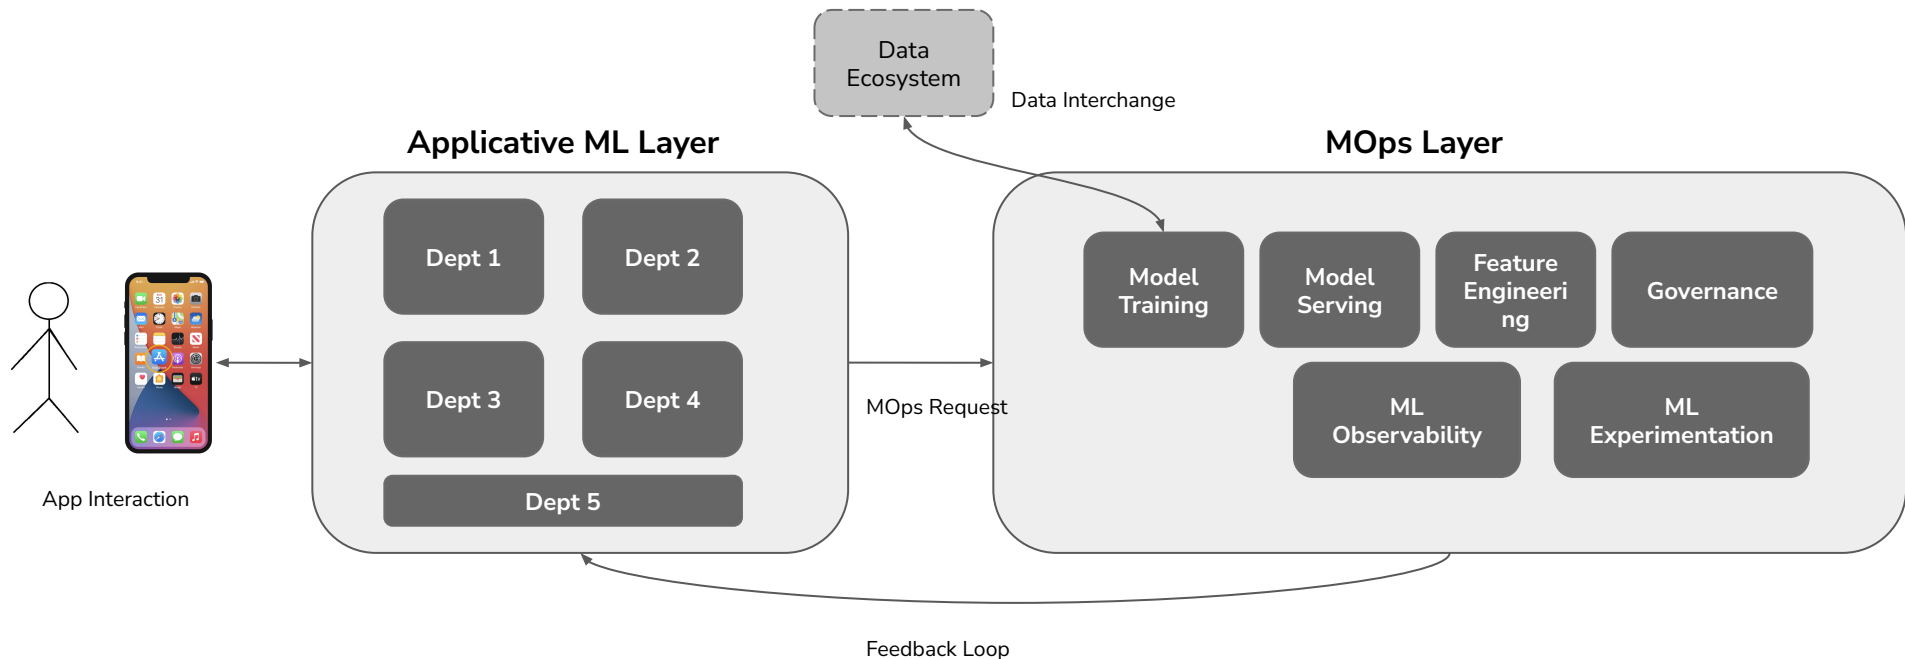 Data
Ecosystem
Data Interchange
Applicative ML Layer
MOps Layer
Dept 1
Dept 2
Dept 3
Dept 4
Dept 5
Model
Training
Model
Serving
Feature
Engineeri
ng
Governance
ML
Observability
ML
Experimentation
MOps Request
App Interaction
Feedback Loop